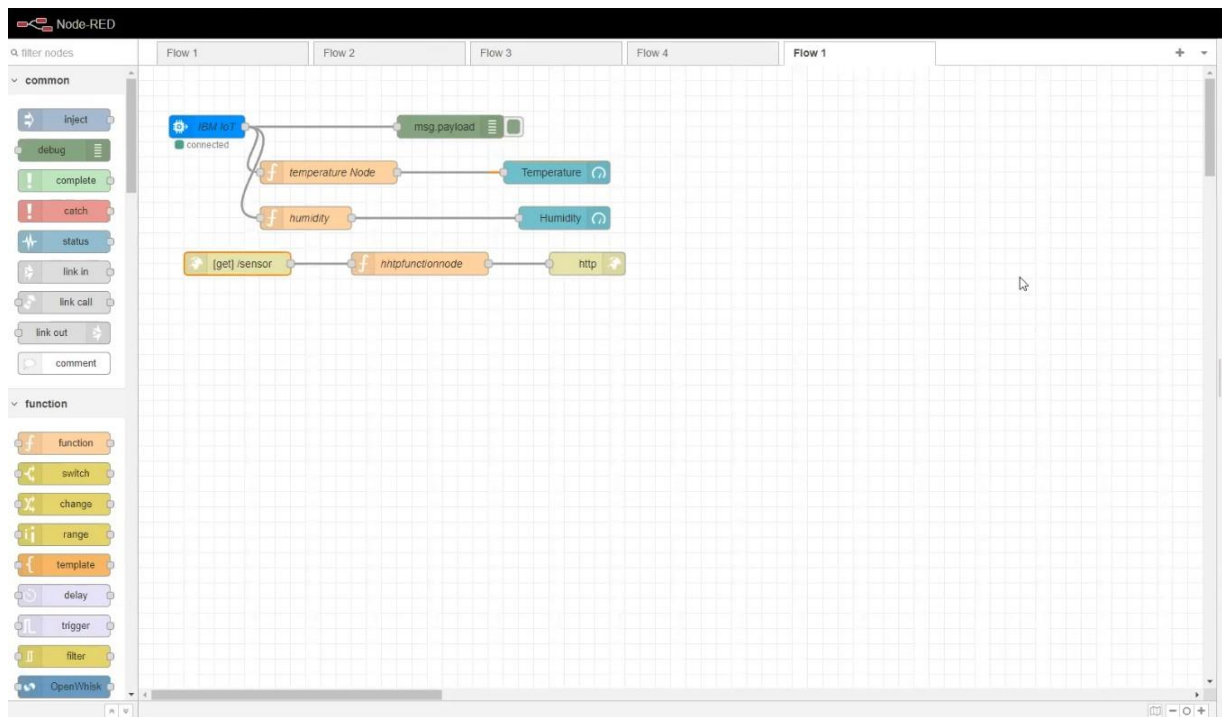 Node-RED
filter nodes
Flow 1
Flow 2
Flow 3
Flow 4
Flow 1
common
inject
debug
complete
catch
status
link in
link call
link out
comment
function
function
switch
change
range
template
delay
trigger
filter
OpenWhisk
IBM IoT
connected
msg.payload
temperature Node
Temperature
humidity
Humidity
[get] /sensor
hhtpfunctionnode
http